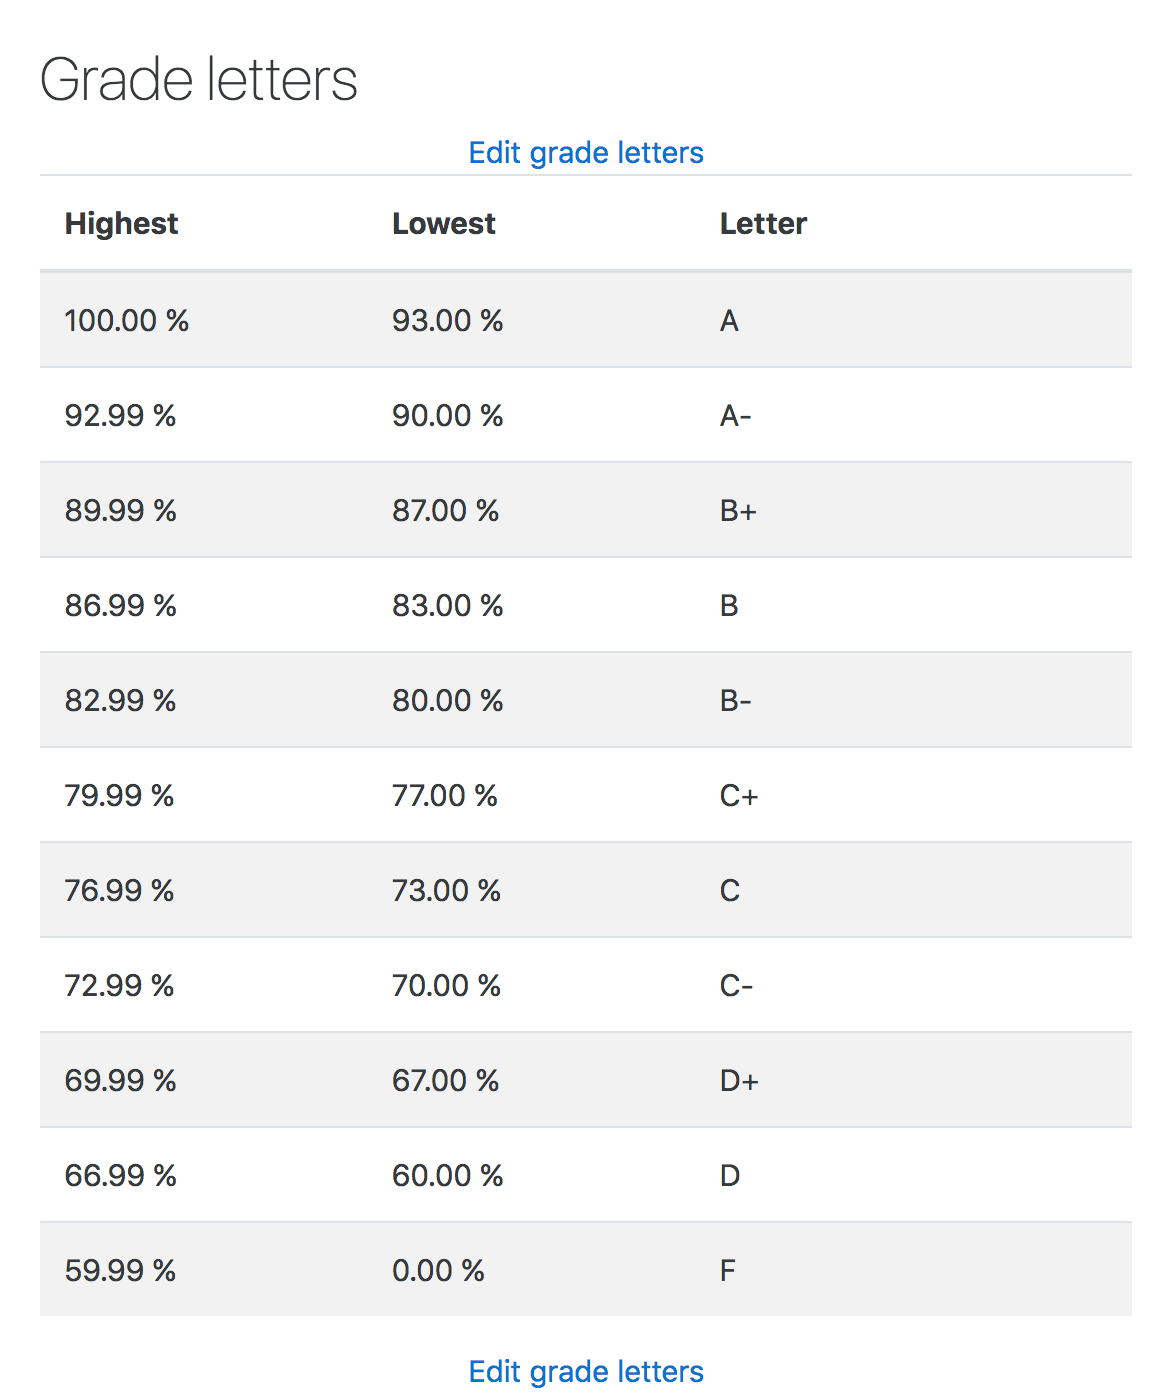 Grade letters
Edit grade letters
Highest Lowest Letter
100.00 % 93.00 % A
92.99 % 90.00 % A-
89.99 % 87.00 % B+
86.99 % 83.00 % B
82.99 % 80.00 % B-
79.99 % 77.00 % C+
76.99 % 73.00 % C
72.99 % 70.00 % C-
69.99 % 67.00 % D+
66.99 % 60.00 % D
59.99 % 0.00 % F
Edit grade letters